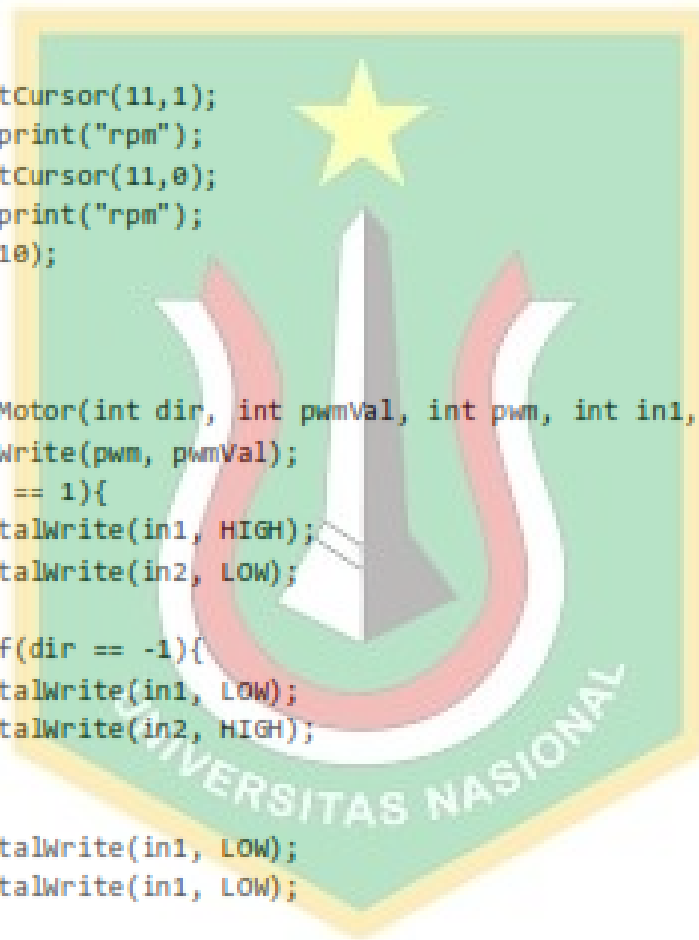 tCursor(11,1);
print("rpm");
tCursor(11,0);
print("rpm");
10);
Motor(int dir, int pwmVal, int pwm, int in1,
Write(pwm, pwmVal);
== 1){
talWrite(in1, HIGH);
talWrite(in2, LOW);
f(dir == -1){
talWrite(in1, LOW);
talWrite(in2, HIGH);
talWrite(in1, LOW);
talWrite(in1, LOW);
UNIVERSITAS NASIONAL